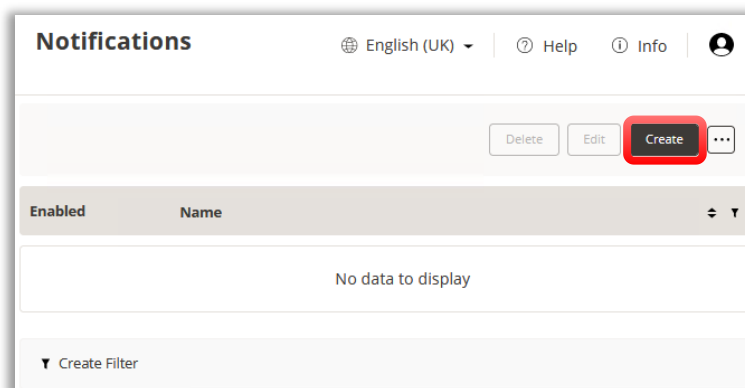 Notifications English (UK) Help Info
Delete Edit Create ...
Enabled Name
No data to display
Create Filter